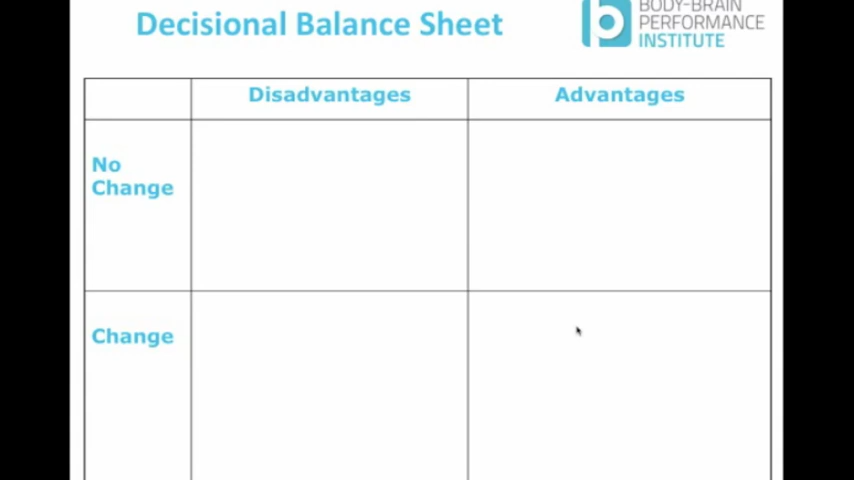 Decisional Balance Sheet
BODY-BRAIN
PERFORMANCE
INSTITUTE
Disadvantages
Advantages
No
Change
Change